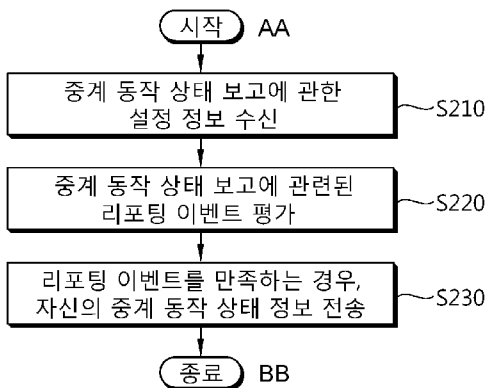 시작 AA
중계 동작 상태 보고에 관한
설정 정보 수신
S210
중계 동작 상태 보고에 관련된
리포팅 이벤트 평가
S220
리포팅 이벤트를 만족하는 경우,
자신의 중계 동작 상태 정보 전송
S230
종료 BB